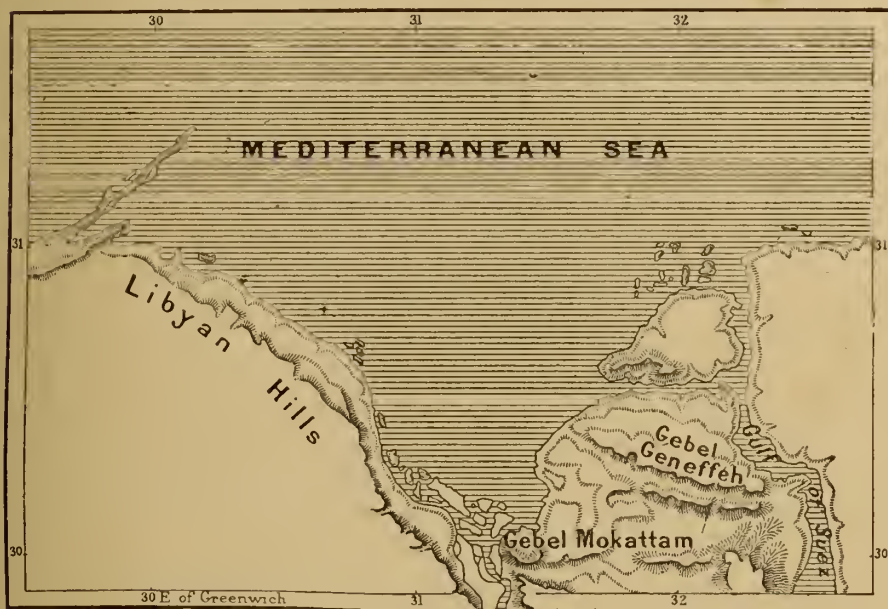 30 31 32
MEDITERRANEAN SEA
31 31
Libyan
Hills
Gulf
of Suez
Gebel
Geneffeh
Gebel Mokattam
30 30
30 E of Greenwich 31 32